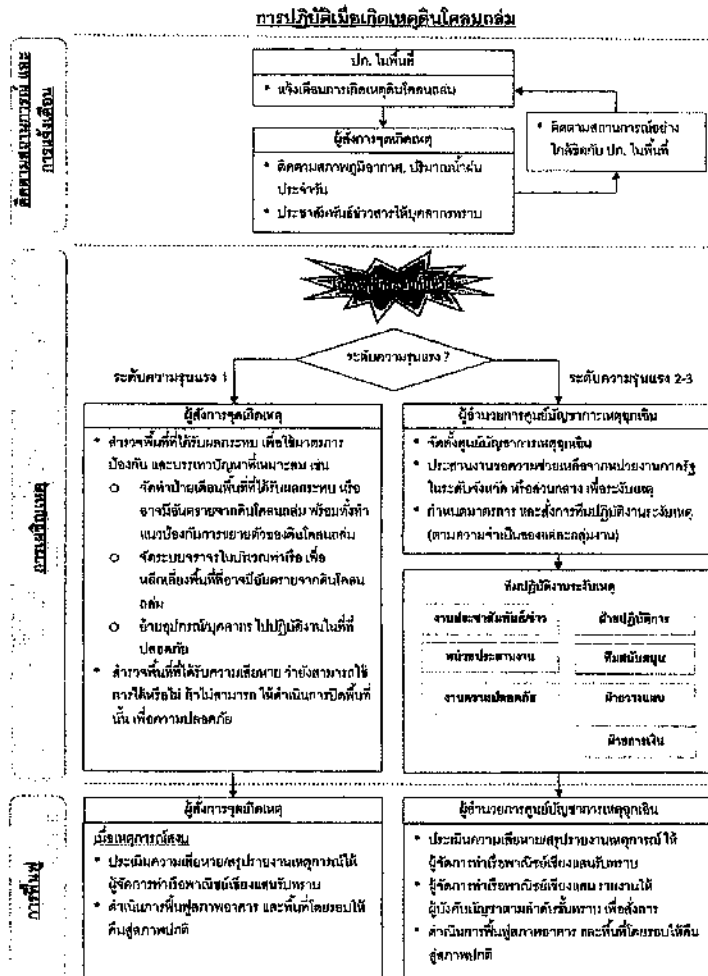 การปฏิบัติเมื่อเกิดเหตุดินโคลนถล่ม
ติดตามสถานการณ์ และ
การแจ้งเตือน
ปภ. ในพื้นที่
• แจ้งเตือนการเกิดเหตุดินโคลนถล่ม
ผู้สั่งการจุดเกิดเหตุ
• ติดตามสภาพภูมิอากาศ, ปริมาณน้ำฝน
ประจำวัน
• ประชาสัมพันธ์ข่าวสารให้บุคลากรทราบ
• ติดตามสถานการณ์อย่าง
ใกล้ชิดกับ ปภ. ในพื้นที่
การเผชิญเหตุ
ระดับความรุนแรง ?
ระดับความรุนแรง 1
ระดับความรุนแรง 2-3
ผู้สั่งการจุดเกิดเหตุ
• สำรวจพื้นที่ที่ได้รับผลกระทบ เพื่อใช้มาตรการ
ป้องกัน และบรรเทาปัญหาที่เหมาะสม เช่น
o จัดทำป้ายเตือนพื้นที่ที่ได้รับผลกระทบ หรือ
อาจมีอันตรายจากดินโคลนถล่ม พร้อมทั้งทำ
แนวป้องกันการขยายตัวของดินโคลนถล่ม
o จัดระบบจราจรในบริเวณท่าเรือ เพื่อ
หลีกเลี่ยงพื้นที่ที่อาจมีอันตรายจากดินโคลน
ถล่ม
o ย้ายอุปกรณ์/บุคลากร ไปปฏิบัติงานในที่ที่
ปลอดภัย
• สำรวจพื้นที่ที่ได้รับความเสียหาย ว่ายังสามารถใช้
การได้หรือไม่ ถ้าไม่สามารถ ให้ดำเนินการปิดพื้นที่
นั้น เพื่อความปลอดภัย
ผู้อำนวยการศูนย์บัญชาการเหตุฉุกเฉิน
• จัดตั้งศูนย์บัญชาการเหตุฉุกเฉิน
• ประสานงานขอความช่วยเหลือจากหน่วยงานภาครัฐ
ในระดับจังหวัด หรือส่วนกลาง เพื่อระงับเหตุ
• กำหนดมาตรการ และสั่งการทีมปฏิบัติงานระงับเหตุ
(ตามความจำเป็นของแต่ละกลุ่มงาน)
ทีมปฏิบัติงานระงับเหตุ
งานประชาสัมพันธ์/ข่าว
ฝ่ายปฏิบัติการ
หน่วยประสานงาน
ทีมสนับสนุน
งานความปลอดภัย
ฝ่ายวางแผน
ฝ่ายการเงิน
การฟื้นฟู
ผู้สั่งการจุดเกิดเหตุ
เมื่อเหตุการณ์สงบ
• ประเมินความเสียหาย/สรุปรายงานเหตุการณ์ให้
ผู้จัดการท่าเรือพาณิชย์เชียงแสนรับทราบ
• ดำเนินการฟื้นฟูสภาพอาคาร และพื้นที่โดยรอบให้
คืนสู่สภาพปกติ
ผู้อำนวยการศูนย์บัญชาการเหตุฉุกเฉิน
• ประเมินความเสียหาย/สรุปรายงานเหตุการณ์ ให้
ผู้จัดการท่าเรือพาณิชย์เชียงแสนรับทราบ
• ผู้จัดการท่าเรือพาณิชย์เชียงแสน รายงานให้
ผู้บังคับบัญชาตามลำดับชั้นทราบ เพื่อสั่งการ
• ดำเนินการฟื้นฟูสภาพอาคาร และพื้นที่โดยรอบให้คืน
สู่สภาพปกติ